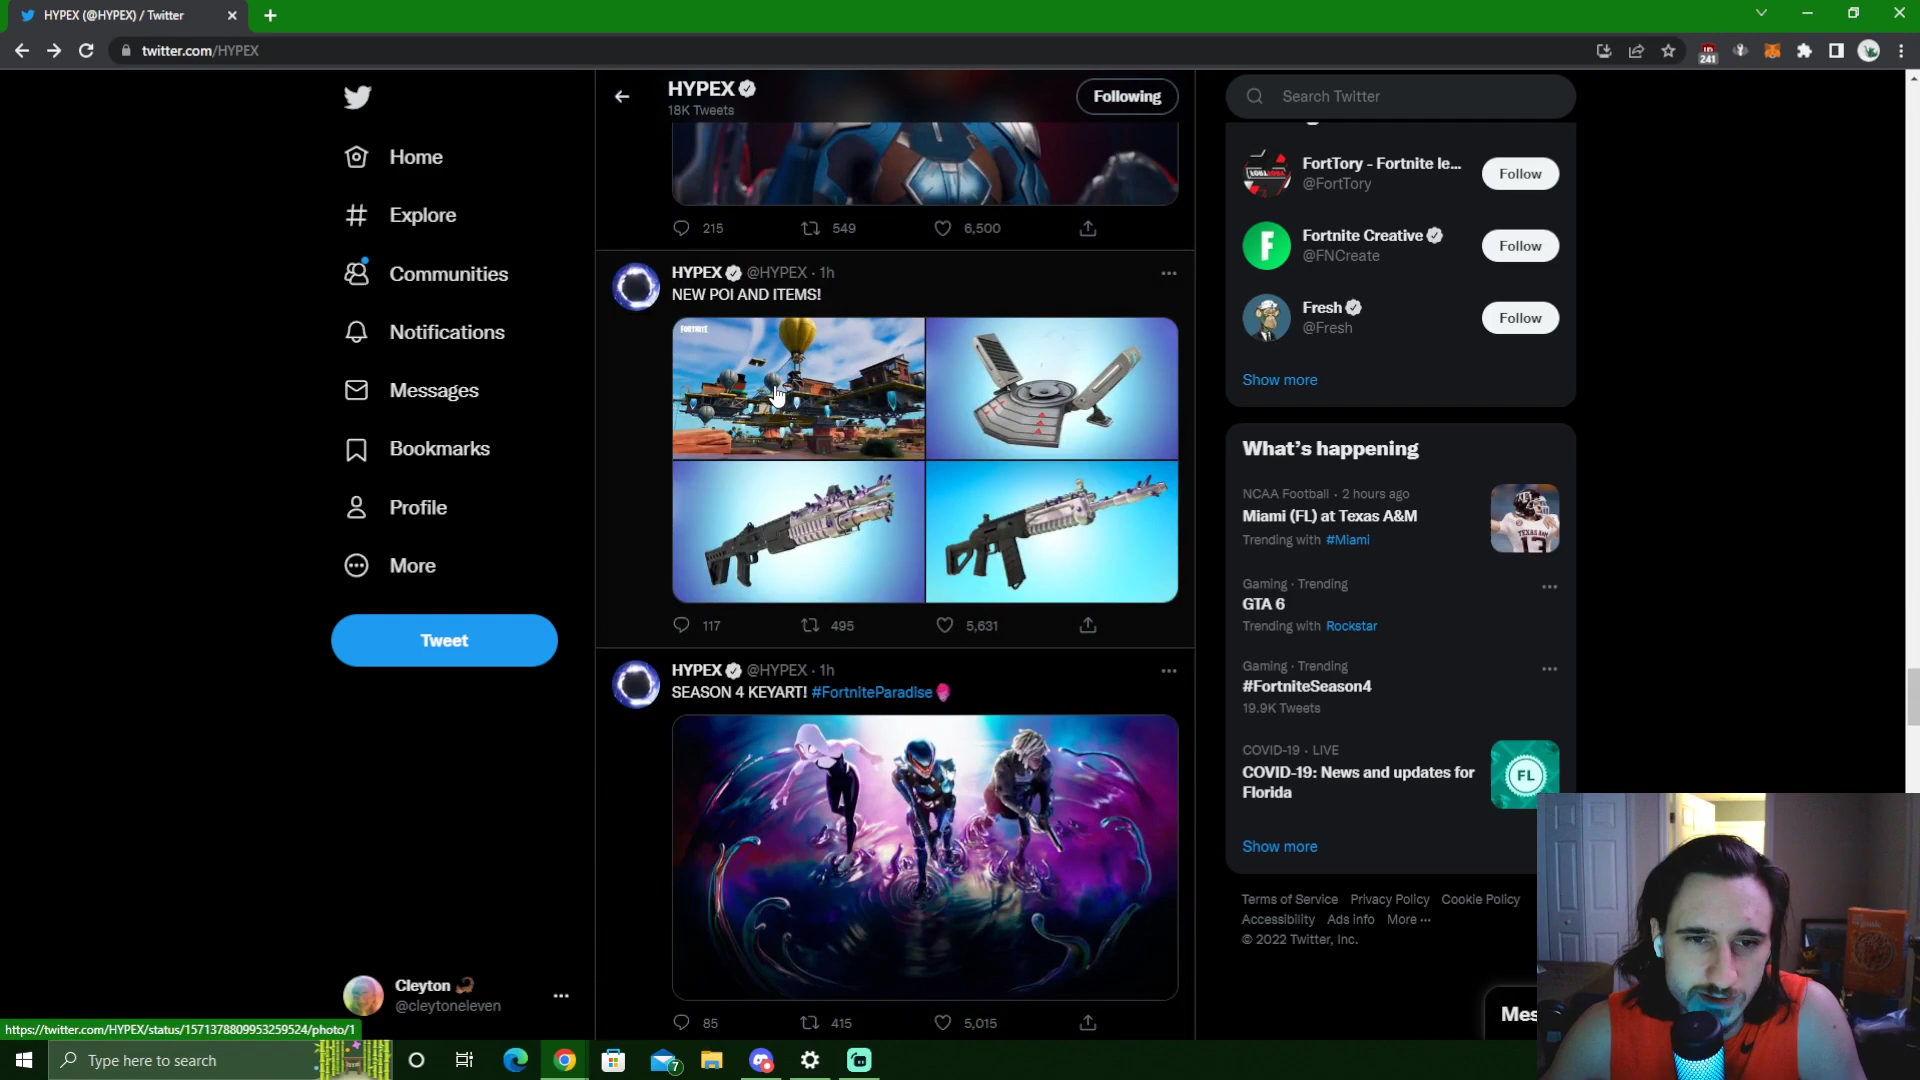 HYPEX (@HYPEX) / Twitter
twitter.com/HYPEX
241
HYPEX
18K Tweets
Following
Search Twitter
Home
Explore
Communities
Notifications
Messages
Bookmarks
Profile
More
Tweet
215
549
6,500
HYPEX @HYPEX · 1h
NEW POI AND ITEMS!
FORTNITE
117
495
5,631
HYPEX @HYPEX · 1h
SEASON 4 KEYART! #FortniteParadise
85
415
5,015
FortTory - Fortnite le...
@FortTory
Follow
Fortnite Creative
@FNCreate
Follow
Fresh
@Fresh
Follow
Show more
What's happening
NCAA Football · 2 hours ago
Miami (FL) at Texas A&M
Trending with #Miami
Gaming · Trending
GTA 6
Trending with Rockstar
Gaming · Trending
#FortniteSeason4
19.9K Tweets
COVID-19 · LIVE
COVID-19: News and updates for
Florida
FL
Show more
Terms of Service Privacy Policy Cookie Policy
Accessibility Ads info More ···
© 2022 Twitter, Inc.
Mes
Cleyton
@cleytoneleven
https://twitter.com/HYPEX/status/1571378809953259524/photo/1
Type here to search
7